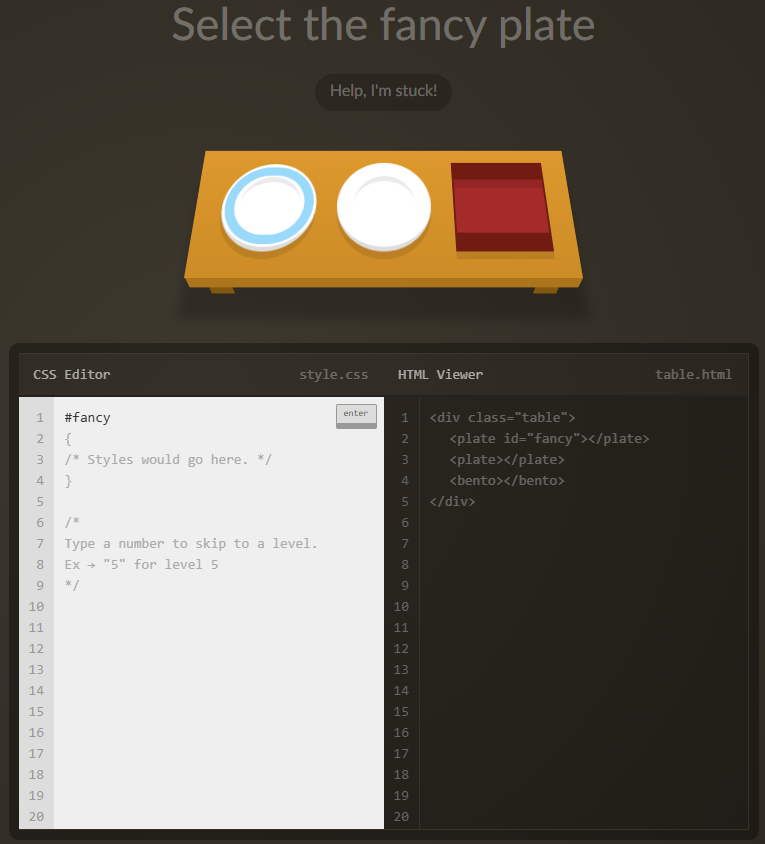 Select the fancy plate
Help, I'm stuck!
CSS Editor
style.css
HTML Viewer
table.html
enter
1 #fancy
2 {
3 /* Styles would go here. */
4 }
5
6 /*
7 Type a number to skip to a level.
8 Ex → "5" for level 5
9 */
10
11
12
13
14
15
16
17
18
19
20
1 <div class="table">
2 <plate id="fancy"></plate>
3 <plate></plate>
4 <bento></bento>
5 </div>
6
7
8
9
10
11
12
13
14
15
16
17
18
19
20